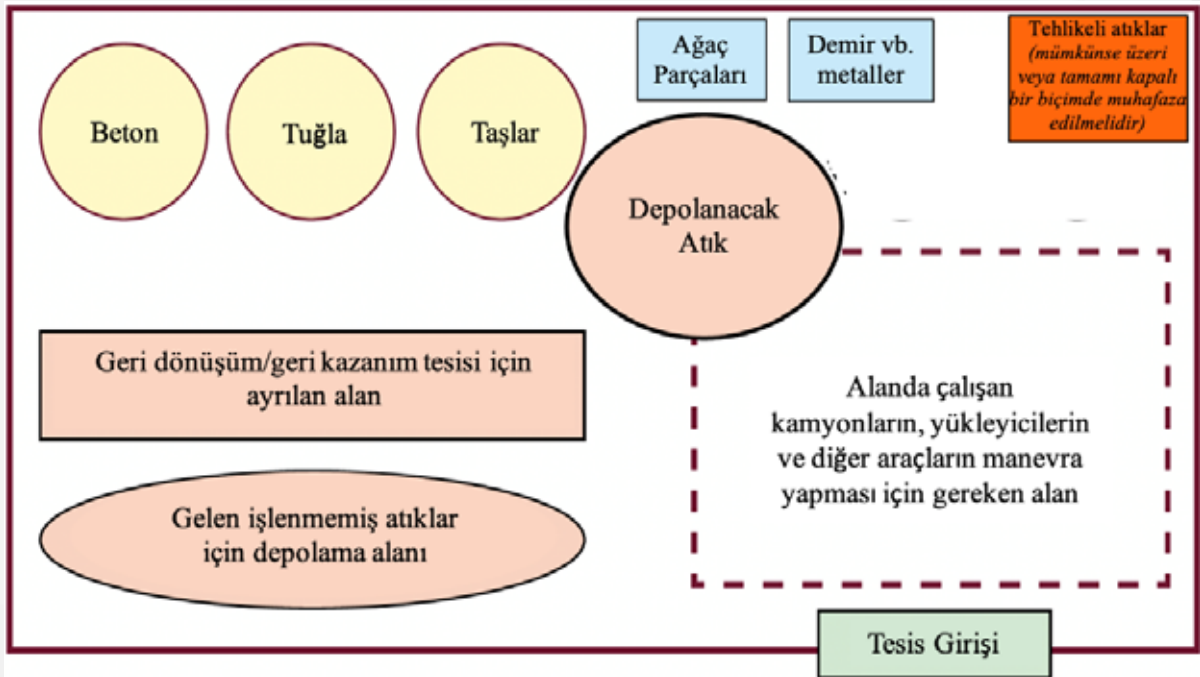 Beton
Tuğla
Taşlar
Ağaç
Parçaları
Demir vb.
metaller
Tehlikeli atıklar
(mümkünse üzeri
veya tamamı kapalı
bir biçimde muhafaza
edilmelidir)
Depolanacak
Atık
Geri dönüşüm/geri kazanım tesisi için
ayrılan alan
Gelen işlenmemiş atıklar
için depolama alanı
Alanda çalışan
kamyonların, yükleyicilerin
ve diğer araçların manevra
yapması için gereken alan
Tesis Girişi